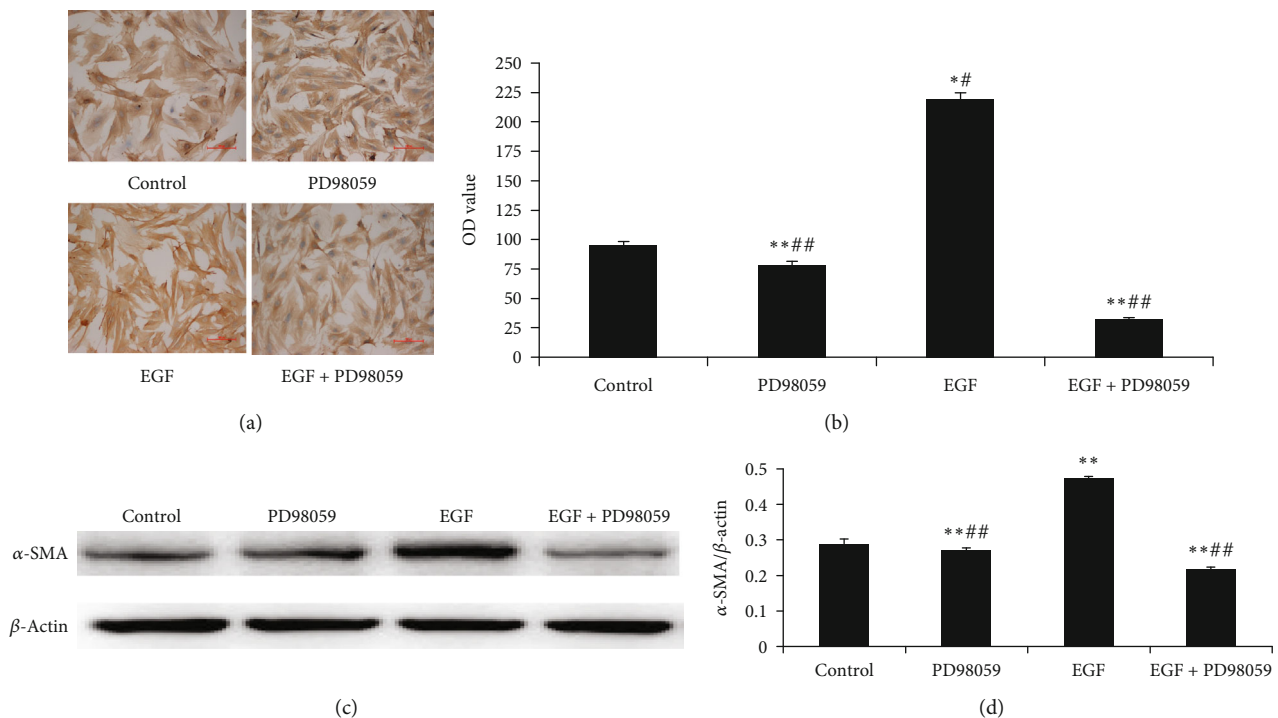 Control
PD98059
EGF
EGF + PD98059
(a)
OD value
250
225
200
175
150
125
100
75
50
25
0
**##
*#
**##
Control
PD98059
EGF
EGF + PD98059
(b)
Control
PD98059
EGF
EGF + PD98059
α-SMA
β-Actin
(c)
α-SMA/β-actin
0.5
0.4
0.3
0.2
0.1
0
**##
**
**##
Control
PD98059
EGF
EGF + PD98059
(d)